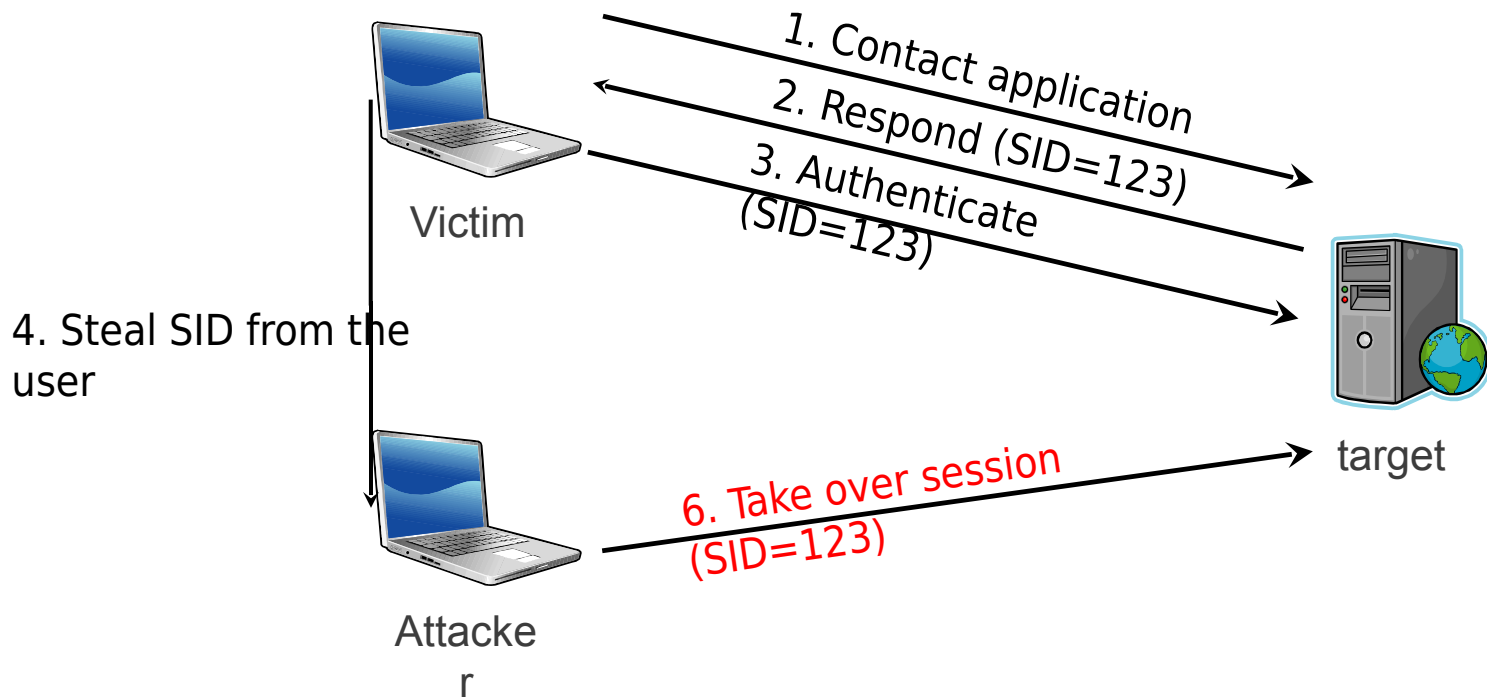 1. Contact application
2. Respond (SID=123)
3. Authenticate
(SID=123)
Victim
4. Steal SID from the
user
target
6. Take over session
(SID=123)
Attacke
r